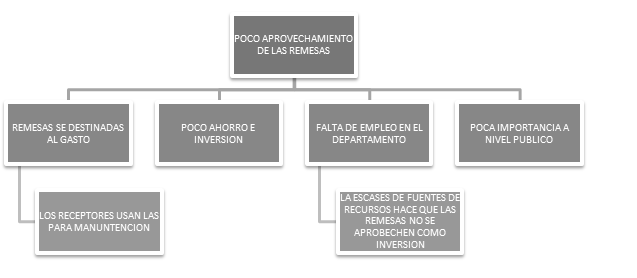 POCO APROVECHAMIENTO
DE LAS REMESAS
REMESAS SE DESTINADAS
AL GASTO
POCO AHORRO E
INVERSION
FALTA DE EMPLEO EN EL
DEPARTAMENTO
POCA IMPORTANCIA A
NIVEL PUBLICO
LOS RECEPTORES USAN LAS
PARA MANUNTENCION
LA ESCASES DE FUENTES DE
RECURSOS HACE QUE LAS
REMESAS NO SE
APROBECHEN COMO
INVERSION